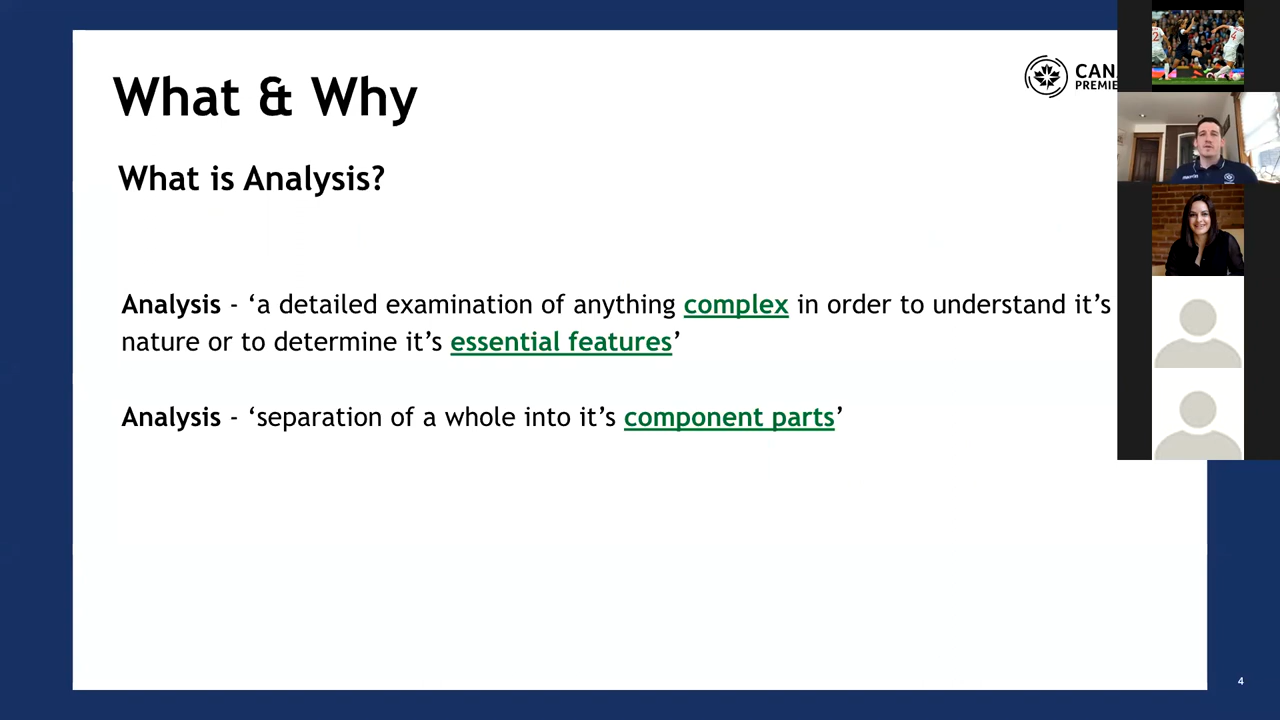 What & Why
CAN
PREMIE
What is Analysis?
Analysis - ‘a detailed examination of anything complex in order to understand it’s
nature or to determine it’s essential features’
Analysis - ‘separation of a whole into it’s component parts’
4